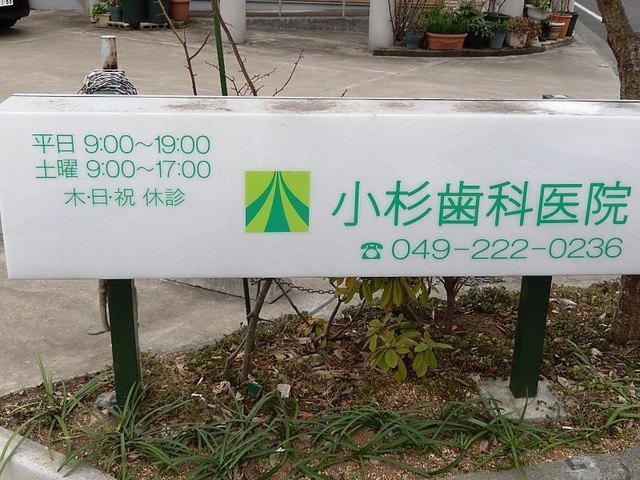 平日 9:00～19:00
土曜 9:00～17:00
木・日・祝 休診
小杉歯科医院
☎ 049-222-0236